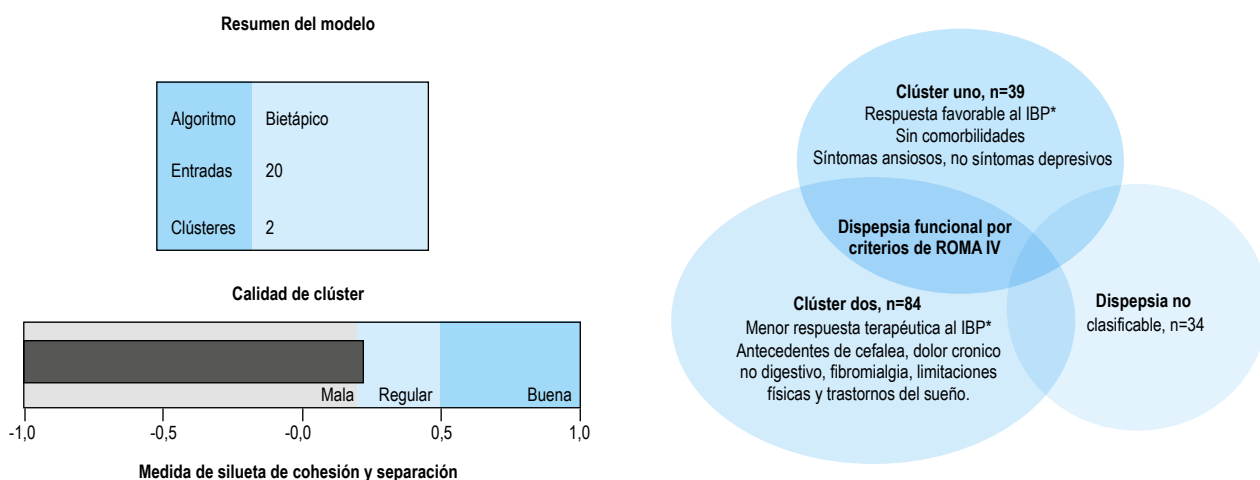 Resumen del modelo
Algoritmo Bietápico
Entradas 20
Clústeres 2
Calidad de clúster
Mala Regular Buena
-1,0 -0,5 -0,0 0,5 1,0
Medida de silueta de cohesión y separación
Clúster uno, n=39
Respuesta favorable al IBP*
Sin comorbilidades
Síntomas ansiosos, no síntomas depresivos
Dispepsia funcional por
criterios de ROMA IV
Clúster dos, n=84
Menor respuesta terapéutica al IBP*
Antecedentes de cefalea, dolor cronico
no digestivo, fibromialgia, limitaciones
físicas y trastornos del sueño.
Dispepsia no
clasificable, n=34